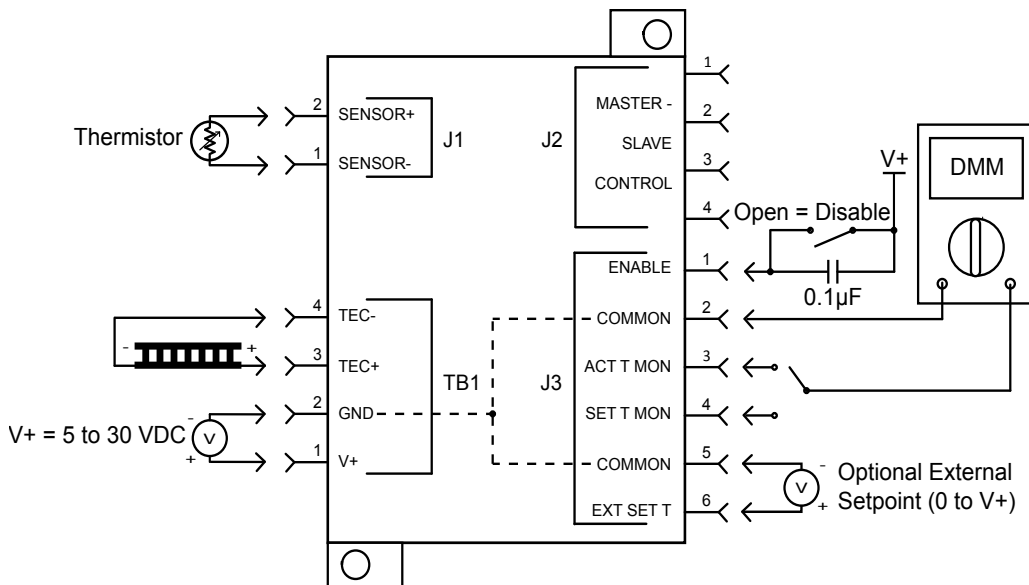 Thermistor
2 SENSOR+
1 SENSOR-
J1
J2
MASTER -
SLAVE
CONTROL
1
2
3
4
V+
DMM
Open = Disable
0.1µF
4 TEC-
3 TEC+
2 GND
1 V+
TB1
- +
V+ = 5 to 30 VDC
-
V
+
J3
ENABLE 1
COMMON 2
ACT T MON 3
SET T MON 4
COMMON 5
EXT SET T 6
-
V
+
Optional External
Setpoint (0 to V+)